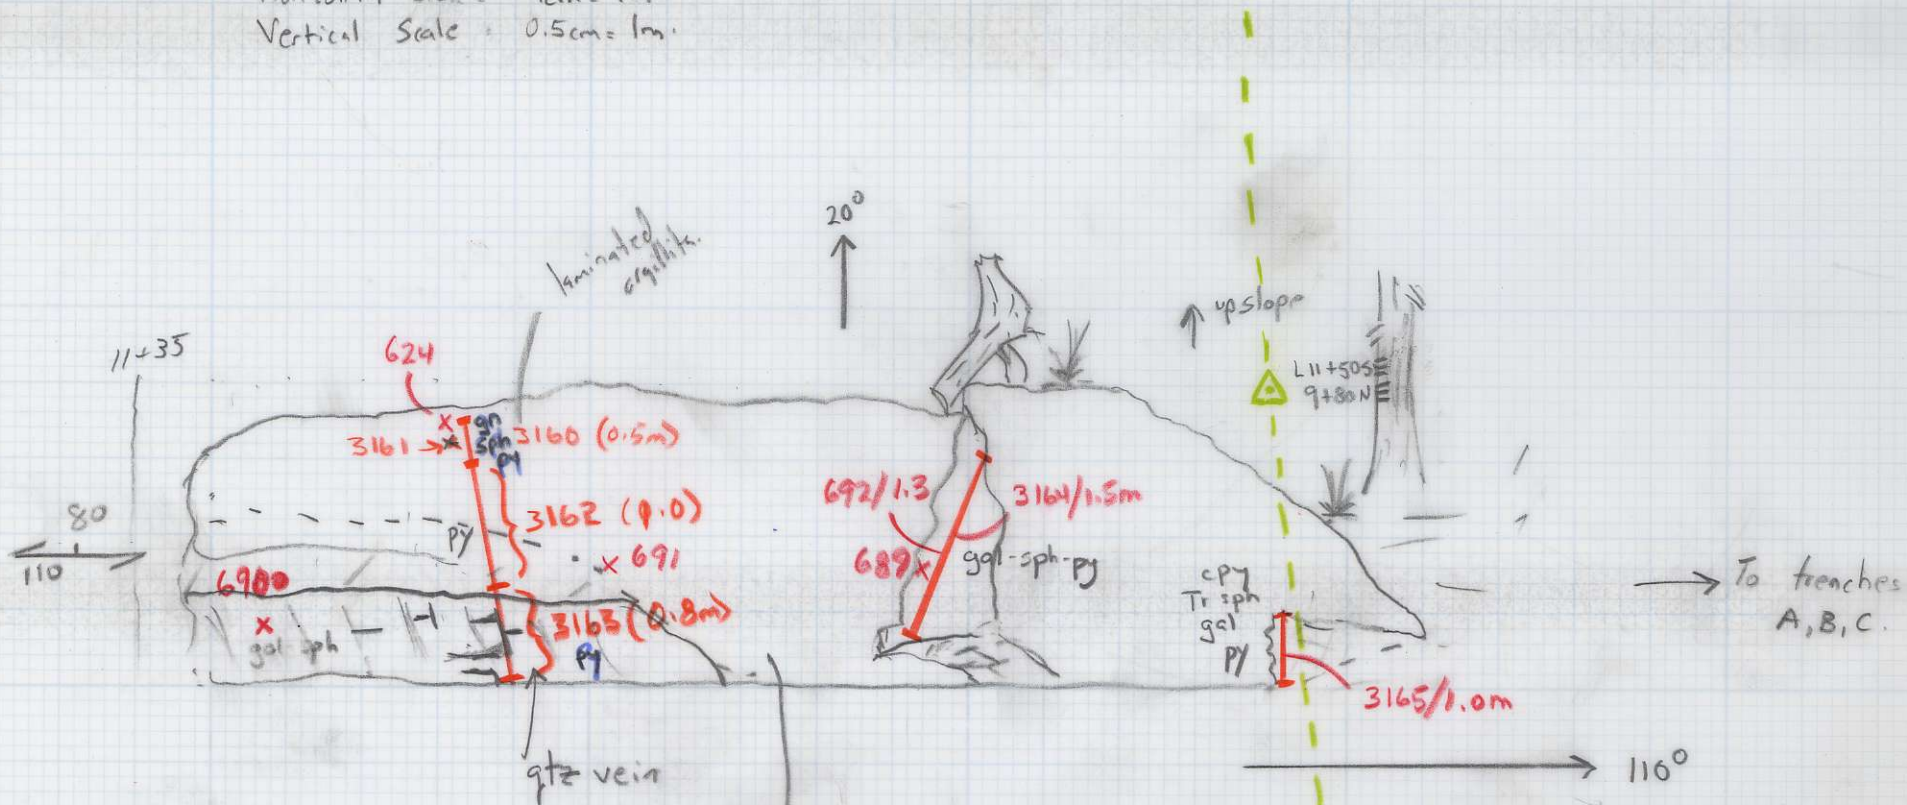 Vertical Scale : 0.5cm = 1m.
20°
laminated
argillite.
upslope
11+35
624
L11+50S
9+80N
gn
sph
py
3160 (0.5m)
3161
692/1.3
3164/1.5m
3162 (1.0)
80
py
110
691
689
gal-sph-py
cpy
Tr sph
gal
py
To trenches
A, B, C.
3163 (0.8m)
gal sph
py
3165/1.0m
qtz vein
110°